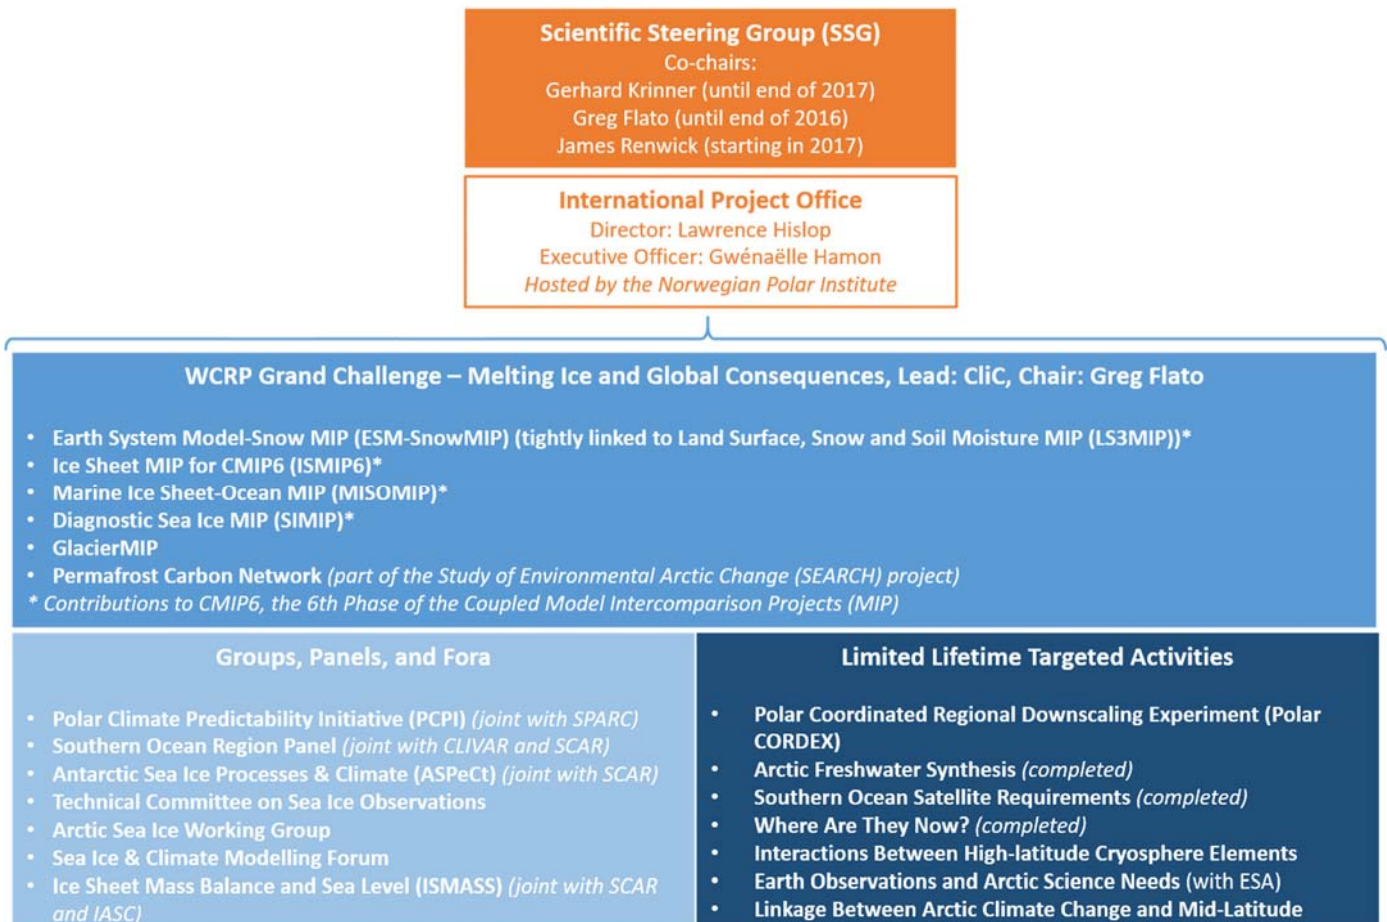 Scientific Steering Group (SSG)
Co-chairs:
Gerhard Krinner (until end of 2017)
Greg Flato (until end of 2016)
James Renwick (starting in 2017)
International Project Office
Director: Lawrence Hislop
Executive Officer: Gwénaëlle Hamon
Hosted by the Norwegian Polar Institute
WCRP Grand Challenge – Melting Ice and Global Consequences, Lead: CliC, Chair: Greg Flato
• Earth System Model-Snow MIP (ESM-SnowMIP) (tightly linked to Land Surface, Snow and Soil Moisture MIP (LS3MIP))*
• Ice Sheet MIP for CMIP6 (ISMIP6)*
• Marine Ice Sheet-Ocean MIP (MISOMIP)*
• Diagnostic Sea Ice MIP (SIMIP)*
• GlacierMIP
• Permafrost Carbon Network (part of the Study of Environmental Arctic Change (SEARCH) project)
* Contributions to CMIP6, the 6th Phase of the Coupled Model Intercomparison Projects (MIP)
Groups, Panels, and Fora
• Polar Climate Predictability Initiative (PCPI) (joint with SPARC)
• Southern Ocean Region Panel (joint with CLIVAR and SCAR)
• Antarctic Sea Ice Processes & Climate (ASPeCt) (joint with SCAR)
• Technical Committee on Sea Ice Observations
• Arctic Sea Ice Working Group
• Sea Ice & Climate Modelling Forum
• Ice Sheet Mass Balance and Sea Level (ISMASS) (joint with SCAR
and IASC)
Limited Lifetime Targeted Activities
• Polar Coordinated Regional Downscaling Experiment (Polar
CORDEX)
• Arctic Freshwater Synthesis (completed)
• Southern Ocean Satellite Requirements (completed)
• Where Are They Now? (completed)
• Interactions Between High-latitude Cryosphere Elements
• Earth Observations and Arctic Science Needs (with ESA)
• Linkage Between Arctic Climate Change and Mid-Latitude